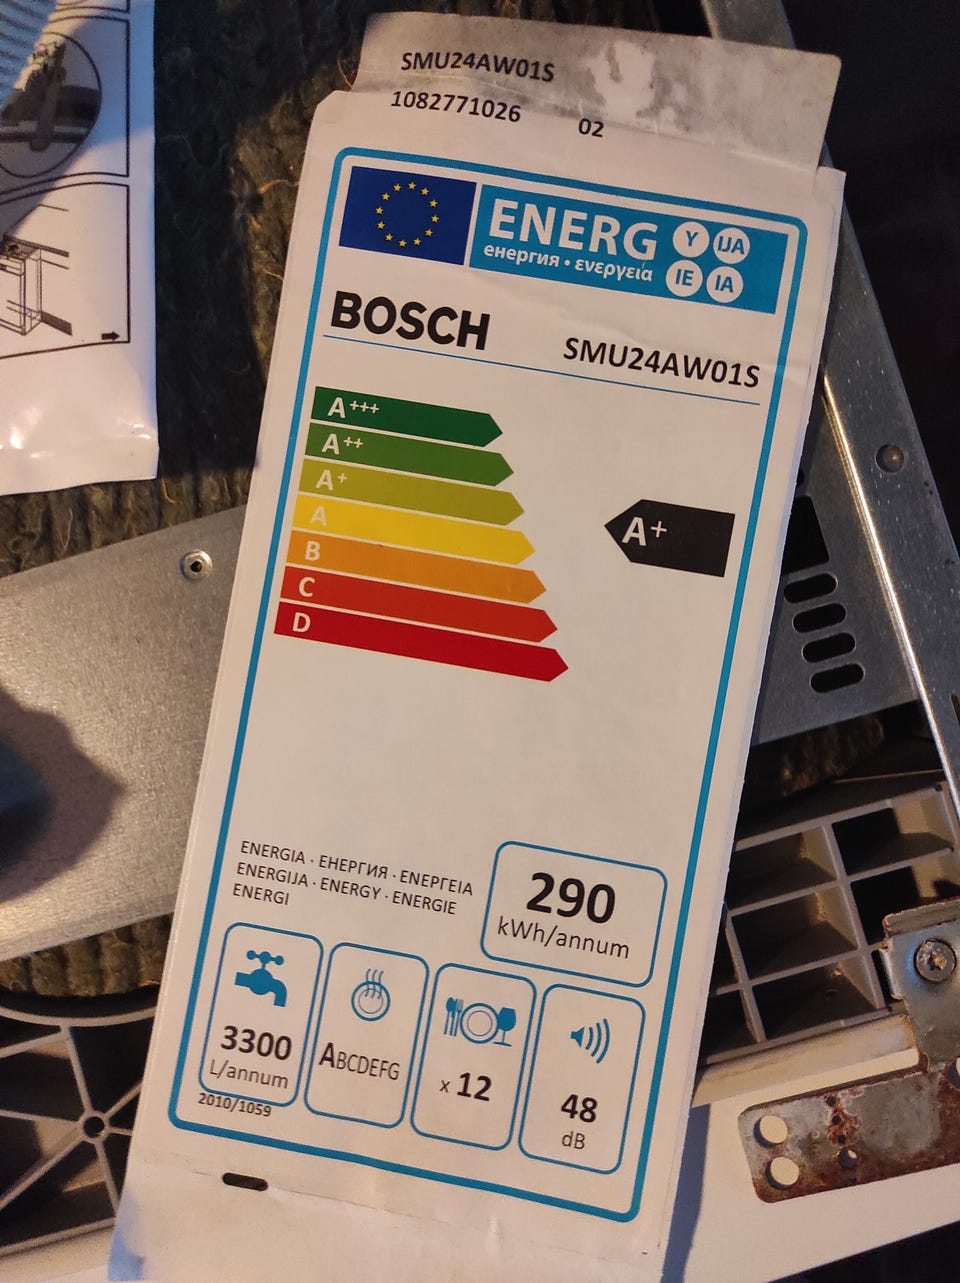 SMU24AW01S
1082771026 02
ENERG Y IJA
енергия · ενεργεια IE IA
BOSCH
SMU24AW01S
A+++
A++
A+
A
B
C
D
A+
ENERGIA · ЕНЕРГИЯ · ΕΝΕΡΓΕΙΑ
ENERGIJA · ENERGY · ENERGIE
ENERGI
290
kWh/annum
3300
L/annum
ABCDEFG
x 12
48
dB
2010/1059